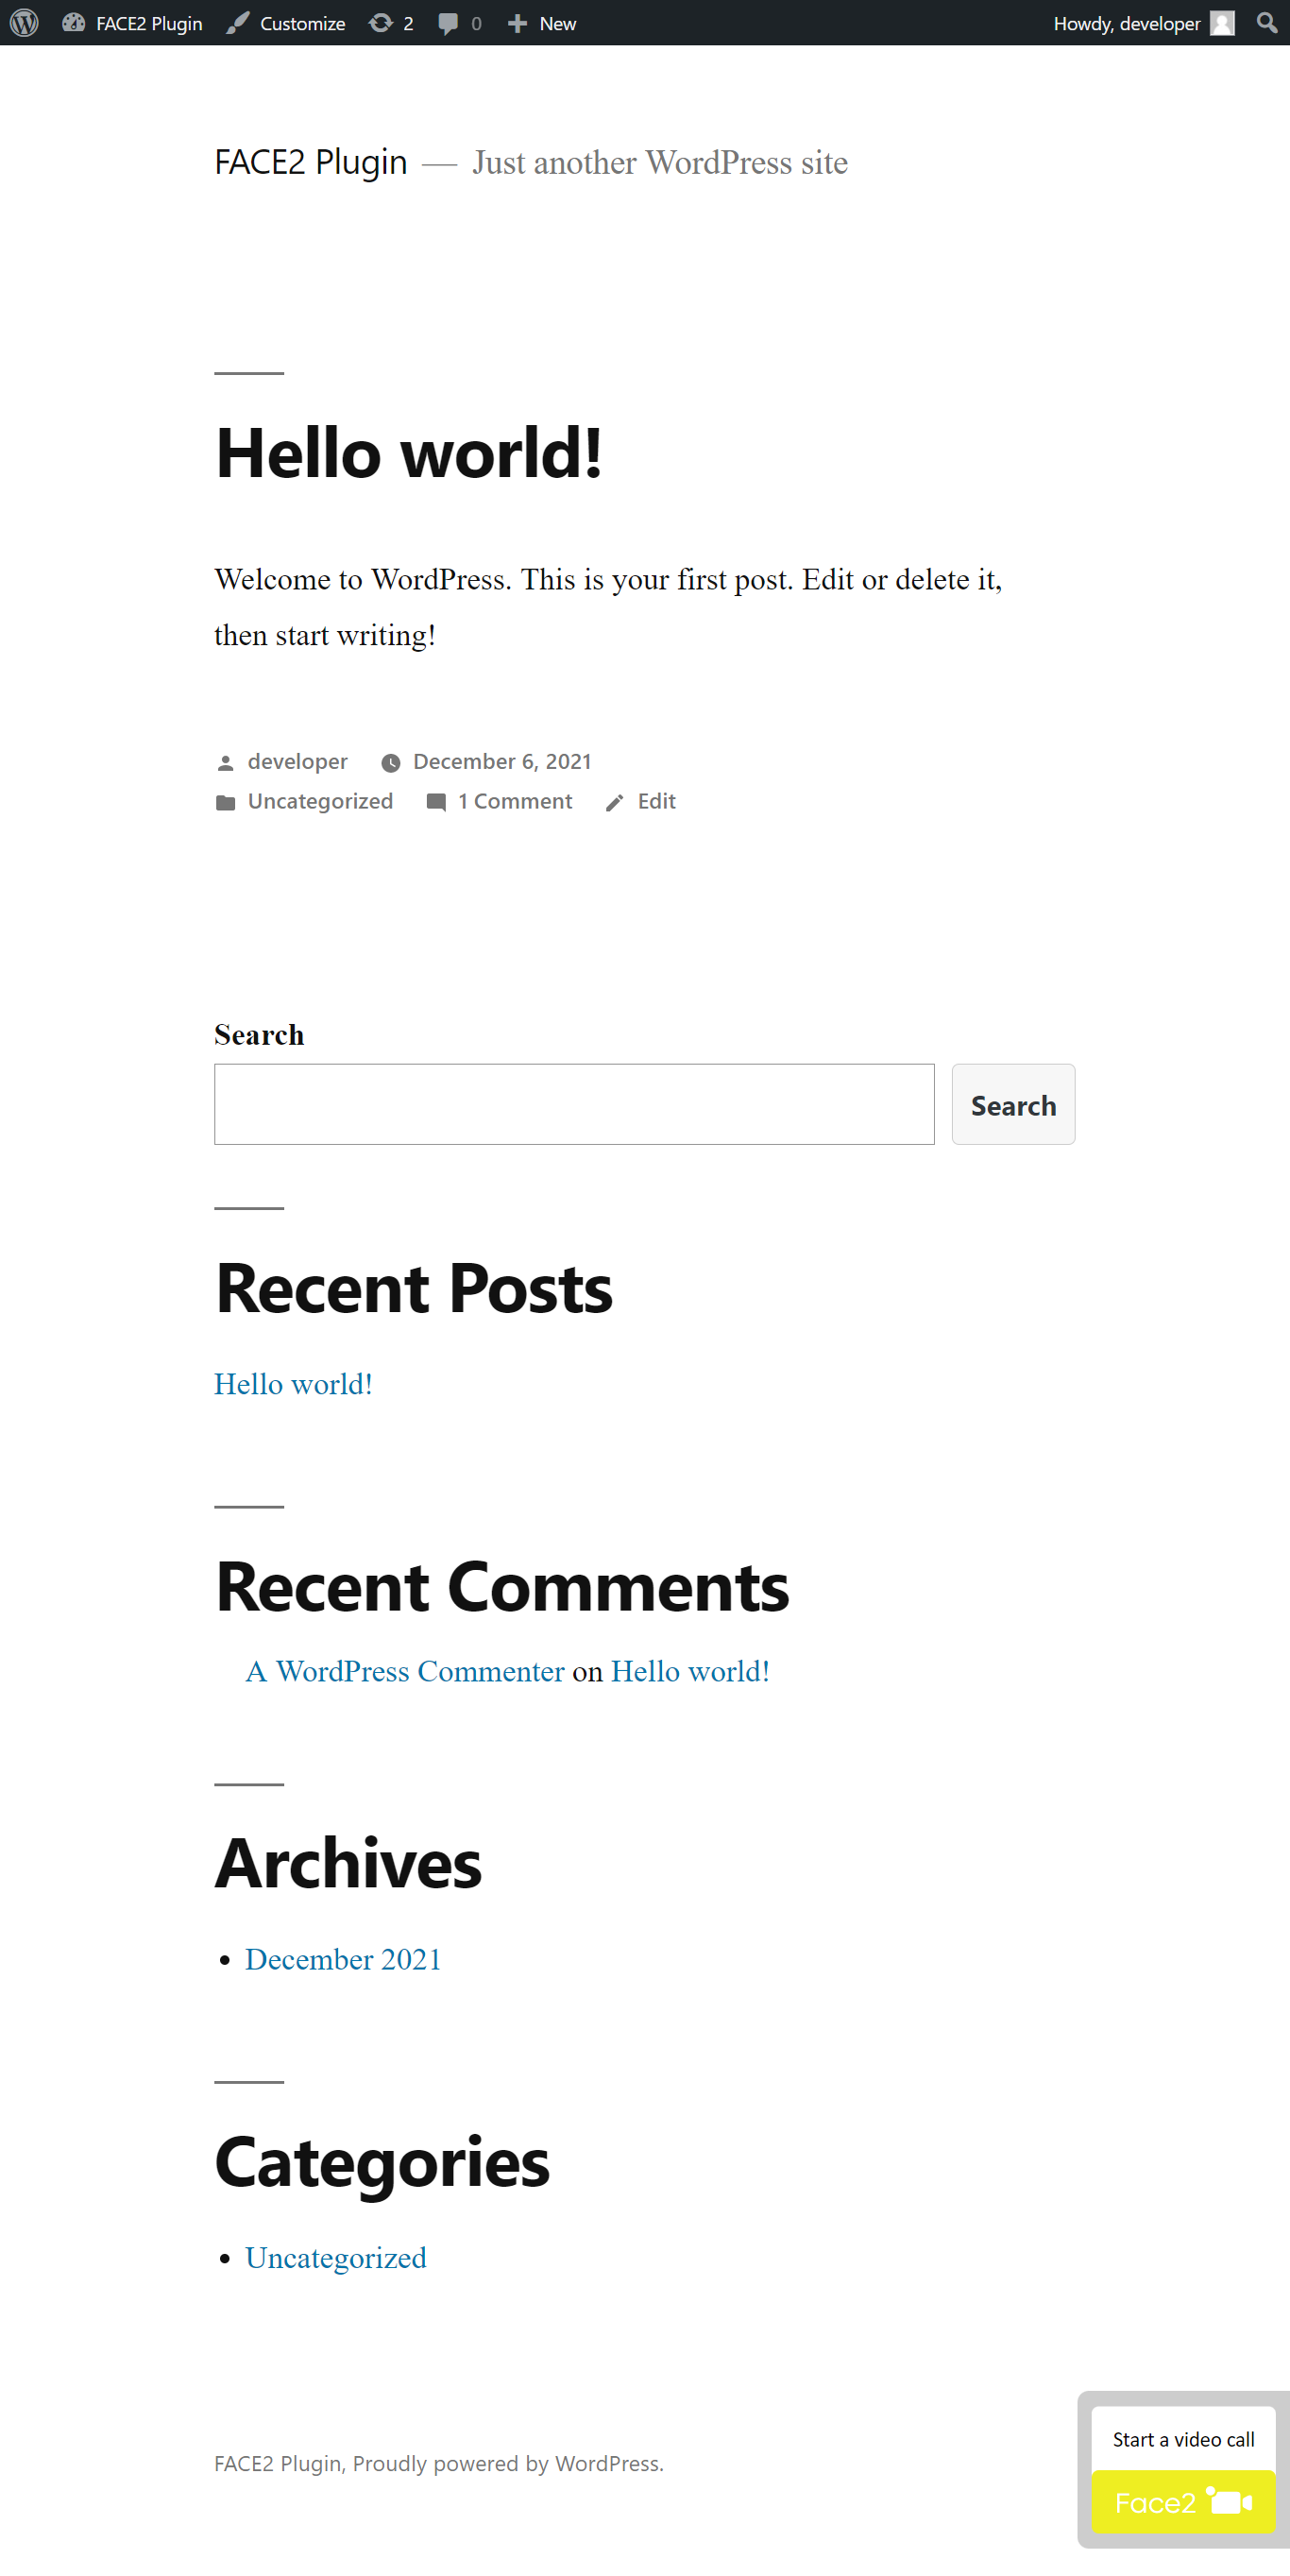 FACE2 Plugin Customize 2 0 New Howdy, developer
FACE2 Plugin — Just another WordPress site
Hello world!
Welcome to WordPress. This is your first post. Edit or delete it,
then start writing!
developer December 6, 2021
Uncategorized 1 Comment Edit
Search
Search
Recent Posts
Hello world!
Recent Comments
A WordPress Commenter on Hello world!
Archives
• December 2021
Categories
• Uncategorized
FACE2 Plugin, Proudly powered by WordPress.
Start a video call
Face2